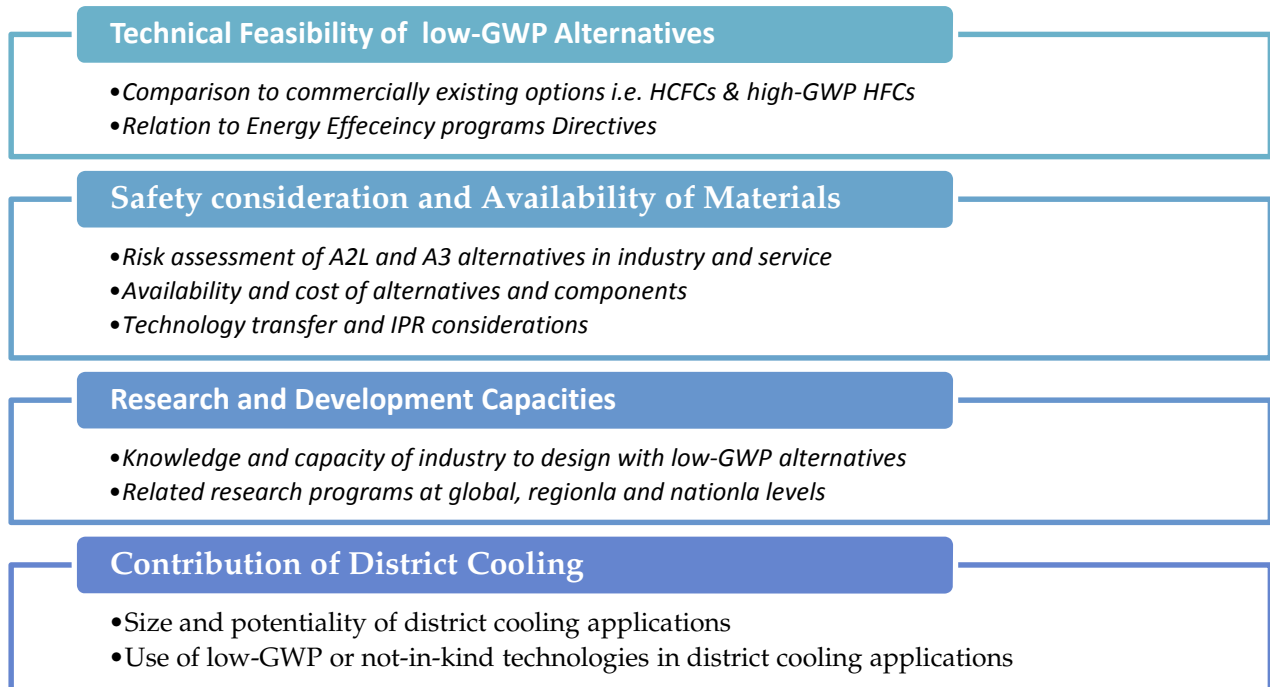 Technical Feasibility of low-GWP Alternatives
•Comparison to commercially existing options i.e. HCFCs & high-GWP HFCs
•Relation to Energy Effeceincy programs Directives
Safety consideration and Availability of Materials
•Risk assessment of A2L and A3 alternatives in industry and service
•Availability and cost of alternatives and components
•Technology transfer and IPR considerations
Research and Development Capacities
•Knowledge and capacity of industry to design with low-GWP alternatives
•Related research programs at global, regionla and nationla levels
Contribution of District Cooling
•Size and potentiality of district cooling applications
•Use of low-GWP or not-in-kind technologies in district cooling applications